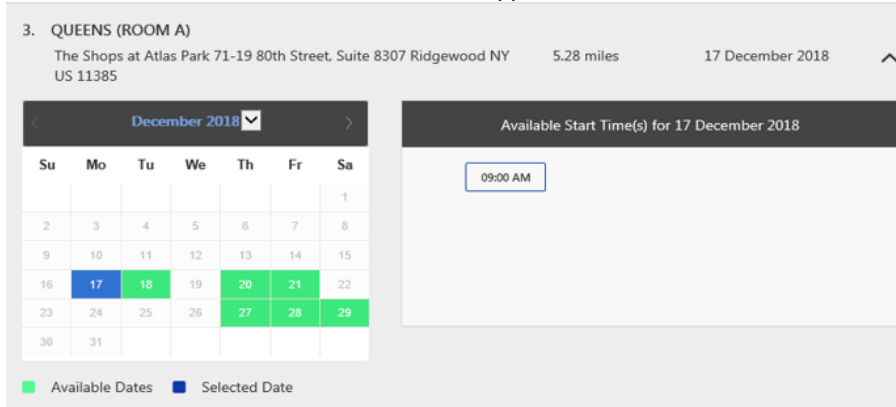 3. QUEENS (ROOM A)
The Shops at Atlas Park 71-19 80th Street, Suite 8307 Ridgewood NY 5.28 miles 17 December 2018
US 11385
December 2018
Available Start Time(s) for 17 December 2018
Su Mo Tu We Th Fr Sa
09:00 AM
1
2 3 4 5 6 7 8
9 10 11 12 13 14 15
16 17 18 19 20 21 22
23 24 25 26 27 28 29
30 31
Available Dates Selected Date